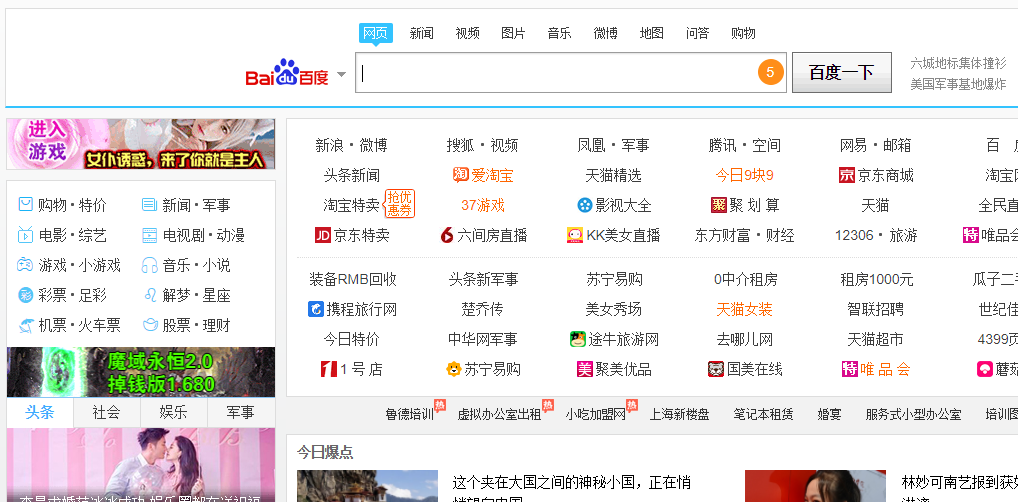 网页 新闻 视频 图片 音乐 微博 地图 问答 购物
Bai du 百度
5
百度一下
六城地标集体撞衫
美国军事基地爆炸
进入
游戏
女仆诱惑，来了你就是主人
购物·特价 新闻·军事
电影·综艺 电视剧·动漫
游戏·小游戏 音乐·小说
彩票·足彩 解梦·星座
机票·火车票 股票·理财
魔域永恒2.0
掉钱版1:680
头条 社会 娱乐 军事
新浪·微博 搜狐·视频 凤凰·军事 腾讯·空间 网易·邮箱 百
头条新闻 淘 爱淘宝 天猫精选 今日9块9 京 京东商城 淘宝
淘宝特卖 抢优惠券 37游戏 影视大全 聚 聚划算 天猫 全民直
JD 京东特卖 6 六间房直播 KK美女直播 东方财富·财经 12306·旅游 特 唯品会
装备RMB回收 头条新军事 苏宁易购 0中介租房 租房1000元 瓜子二
携程旅行网 楚乔传 美女秀场 天猫女装 智联招聘 世纪佳
今日特价 中华网军事 途牛旅游网 去哪儿网 天猫超市 4399
1号店 苏宁易购 美 聚美优品 国美在线 特 唯品会 蘑菇
鲁德培训 热 虚拟办公室出租 热 小吃加盟网 热 上海新楼盘 笔记本租赁 婚宴 服务式小型办公室 培训
今日爆点
这个夹在大国之间的神秘小国，正在悄
林妙可南艺报到获